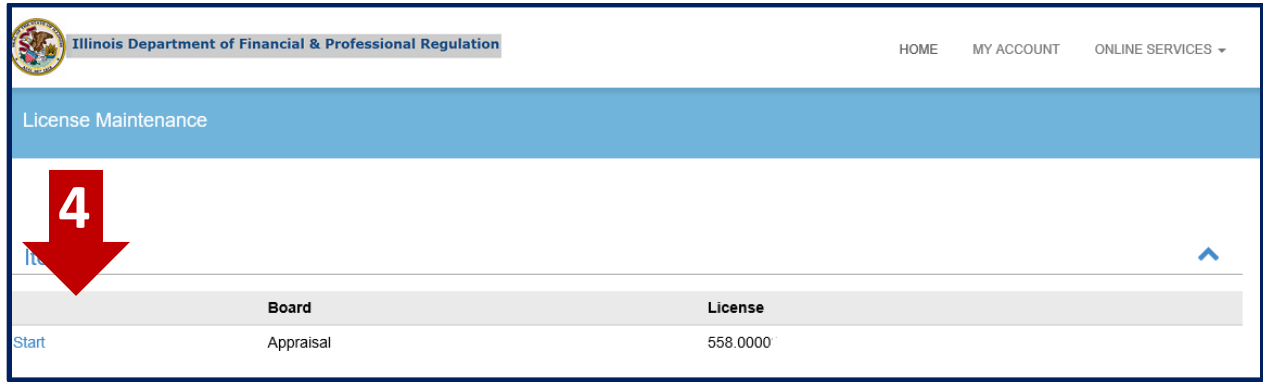 Illinois Department of Financial & Professional Regulation
HOME MY ACCOUNT ONLINE SERVICES
License Maintenance
4
Board License
Start Appraisal 558.0000